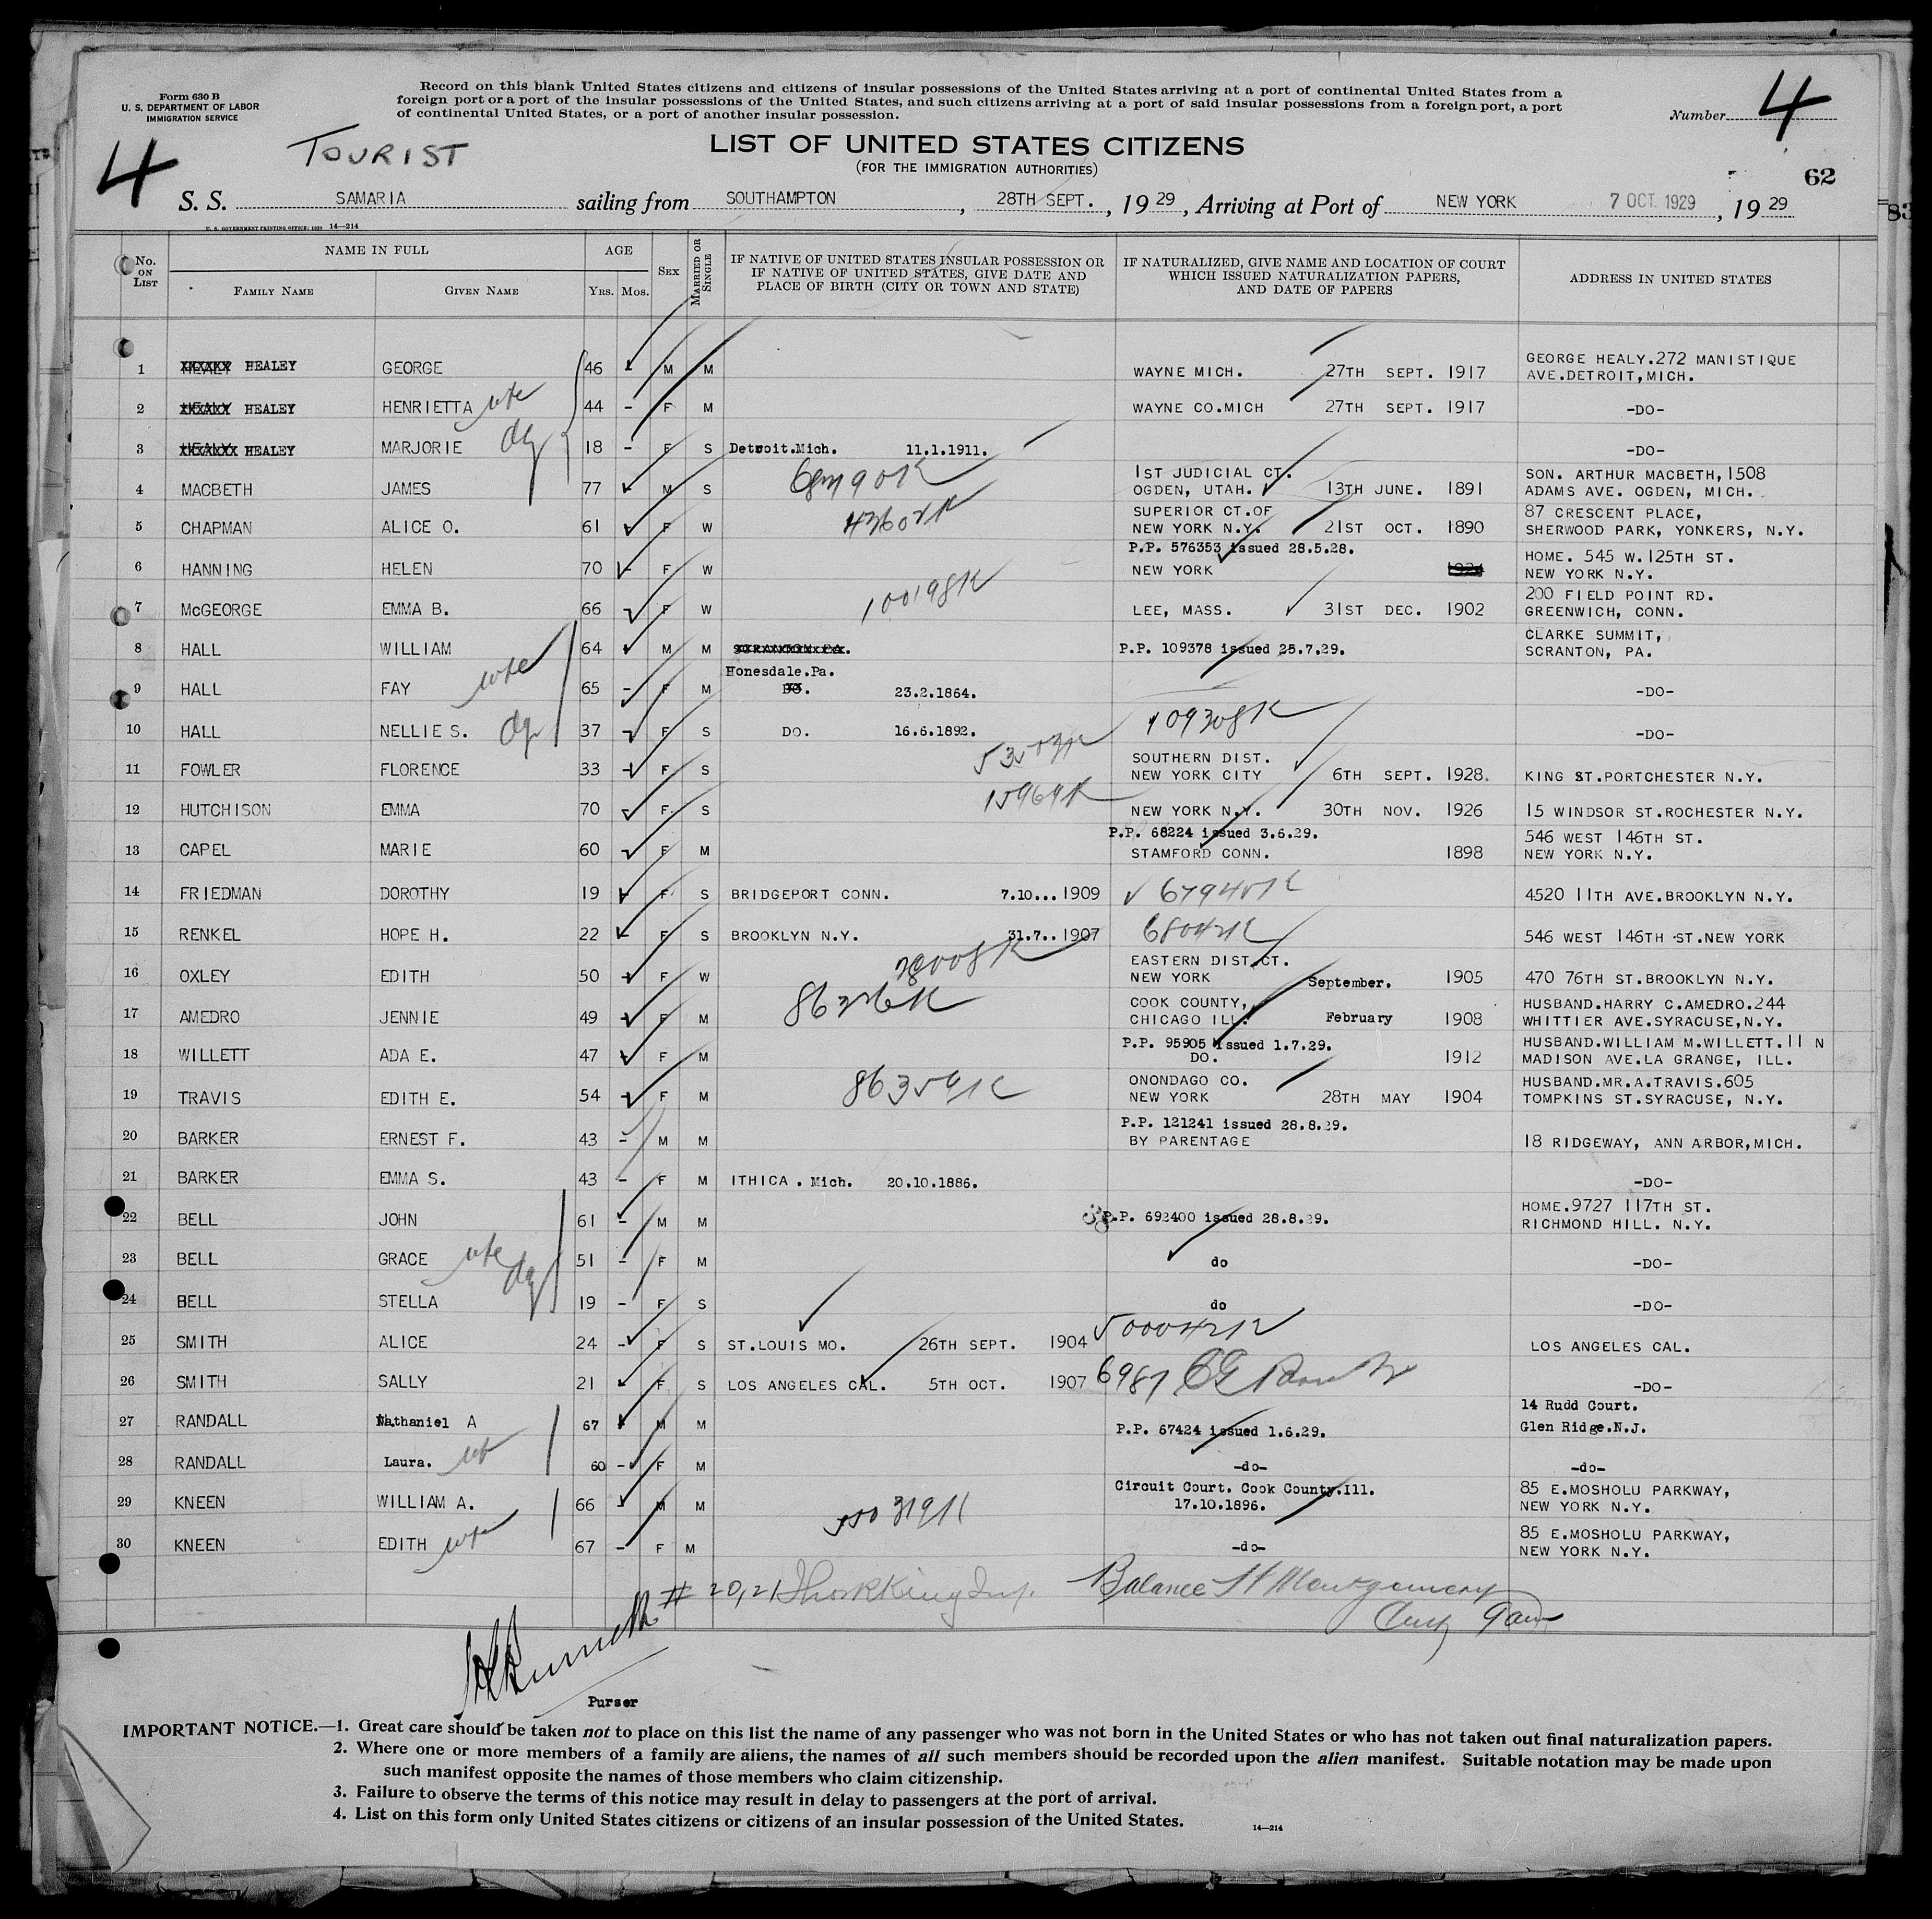 Form 630 B
U. S. DEPARTMENT OF LABOR
IMMIGRATION SERVICE
Record on this blank United States citizens and citizens of insular possessions of the United States arriving at a port of continental United States from a
foreign port or a port of the insular possessions of the United States, and such citizens arriving at a port of said insular possessions from a foreign port, a port
of continental United States, or a port of another insular possession.
Number 4
4
TOURIST
LIST OF UNITED STATES CITIZENS
(FOR THE IMMIGRATION AUTHORITIES)
62
S. S. SAMARIA sailing from SOUTHAMPTON, 28TH SEPT., 1929, Arriving at Port of NEW YORK 7 OCT. 1929, 1929
U. S. GOVERNMENT PRINTING OFFICE: 1928 14—214
No. ON LIST NAME IN FULL AGE SEX MARRIED OR SINGLE IF NATIVE OF UNITED STATES INSULAR POSSESSION OR IF NATIVE OF UNITED STATES, GIVE DATE AND PLACE OF BIRTH (CITY OR TOWN AND STATE) IF NATURALIZED, GIVE NAME AND LOCATION OF COURT WHICH ISSUED NATURALIZATION PAPERS, AND DATE OF PAPERS ADDRESS IN UNITED STATES
FAMILY NAME GIVEN NAME YRS. MOS.
1 HEALEY GEORGE 46 M M WAYNE MICH. 27TH SEPT. 1917 GEORGE HEALY.272 MANISTIQUE AVE.DETROIT,MICH.
2 HEALEY HENRIETTA wfe 44 - F M WAYNE CO.MICH 27TH SEPT. 1917 -DO-
3 HEALEY MARJORIE dg 18 - F S Detroit.Mich. 11.1.1911. -DO-
4 MACBETH JAMES 77 M S 1ST JUDICIAL CT. OGDEN, UTAH. 13TH JUNE. 1891 SON. ARTHUR MACBETH,1508 ADAMS AVE. OGDEN, MICH.
5 CHAPMAN ALICE O. 61 F W SUPERIOR CT.OF NEW YORK N.Y. 21ST OCT. 1890 87 CRESCENT PLACE, SHERWOOD PARK, YONKERS, N.Y.
6 HANNING HELEN 70 F W P.P. 576353 issued 28.5.28. NEW YORK HOME. 545 W.125TH ST. NEW YORK N.Y.
7 McGEORGE EMMA B. 66 F W 100198K LEE, MASS. 31ST DEC. 1902 200 FIELD POINT RD. GREENWICH, CONN.
8 HALL WILLIAM 64 M M P.P. 109378 issued 25.7.29. CLARKE SUMMIT, SCRANTON, PA.
9 HALL FAY wfe 65 - F M Honesdale.Pa. 23.2.1864. -DO-
10 HALL NELLIE S. dg 37 F S DO. 16.6.1892. 109308K -DO-
11 FOWLER FLORENCE 33 F S SOUTHERN DIST. NEW YORK CITY 6TH SEPT. 1928. KING ST.PORTCHESTER N.Y.
12 HUTCHISON EMMA 70 F S 15969K NEW YORK N.Y. 30TH NOV. 1926 15 WINDSOR ST.ROCHESTER N.Y.
13 CAPEL MARIE 60 F M P.P. 68224 issued 3.6.29. STAMFORD CONN. 1898 546 WEST 146TH ST. NEW YORK N.Y.
14 FRIEDMAN DOROTHY 19 F S BRIDGEPORT CONN. 7.10... 1909 4520 11TH AVE.BROOKLYN N.Y.
15 RENKEL HOPE H. 22 F S BROOKLYN N.Y. 31.7.. 1907 546 WEST 146TH ST.NEW YORK
16 OXLEY EDITH 50 F W EASTERN DIST.CT. NEW YORK September. 1905 470 76TH ST.BROOKLYN N.Y.
17 AMEDRO JENNIE 49 F M COOK COUNTY, CHICAGO ILL. February 1908 HUSBAND.HARRY C.AMEDRO.244 WHITTIER AVE.SYRACUSE,N.Y.
18 WILLETT ADA E. 47 F M P.P. 95905 issued 1.7.29. DO. 1912 HUSBAND.WILLIAM M.WILLETT.11 N MADISON AVE.LA GRANGE, ILL.
19 TRAVIS EDITH E. 54 F M ONONDAGO CO. NEW YORK 28TH MAY 1904 HUSBAND.MR.A.TRAVIS.605 TOMPKINS ST.SYRACUSE, N.Y.
20 BARKER ERNEST F. 43 - M M P.P. 121241 issued 28.8.29. BY PARENTAGE 18 RIDGEWAY, ANN ARBOR,MICH.
21 BARKER EMMA S. 43 - F M ITHICA . Mich. 20.10.1886. -DO-
22 BELL JOHN 61 - M M P.P. 692400 issued 28.8.29. HOME.9727 117TH ST. RICHMOND HILL. N.Y.
23 BELL GRACE wfe 51 - F M do -DO-
24 BELL STELLA dg 19 - F S do -DO-
25 SMITH ALICE 24 - F S ST.LOUIS MO. 26TH SEPT. 1904 LOS ANGELES CAL.
26 SMITH SALLY 21 F S LOS ANGELES CAL. 5TH OCT. 1907 -DO-
27 RANDALL Nathaniel A 67 M M P.P. 67424 issued 1.6.29. 14 Rudd Court. Glen Ridge.N.J.
28 RANDALL Laura. wf 60 - F M -do- -do-
29 KNEEN WILLIAM A. 66 M M Circuit Court. Cook County.Ill. 17.10.1896. 85 E.MOSHOLU PARKWAY, NEW YORK N.Y.
30 KNEEN EDITH wfe 67 - F M -do- 85 E.MOSHOLU PARKWAY, NEW YORK N.Y.
# 20,21 Balance Montgomery
Purser
IMPORTANT NOTICE.—1. Great care should be taken not to place on this list the name of any passenger who was not born in the United States or who has not taken out final naturalization papers.
2. Where one or more members of a family are aliens, the names of all such members should be recorded upon the alien manifest. Suitable notation may be made upon
such manifest opposite the names of those members who claim citizenship.
3. Failure to observe the terms of this notice may result in delay to passengers at the port of arrival.
4. List on this form only United States citizens or citizens of an insular possession of the United States.
14—214